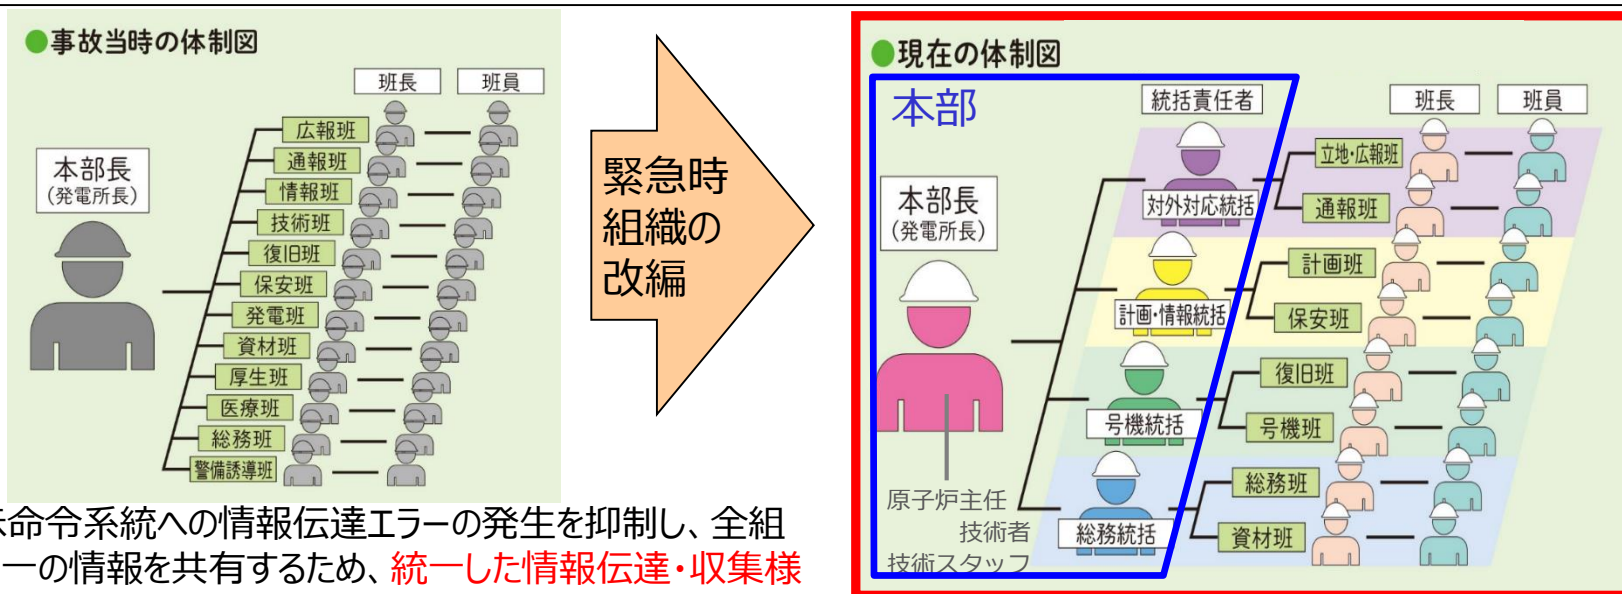 ●事故当時の体制図
班長
班員
本部長
(発電所長)
広報班
通報班
情報班
技術班
復旧班
保安班
発電班
資材班
厚生班
医療班
総務班
警備誘導班
緊急時
組織の
改編
●現在の体制図
本部
統括責任者
班長
班員
本部長
(発電所長)
対外対応統括
立地・広報班
通報班
計画・情報統括
計画班
保安班
号機統括
復旧班
号機班
総務統括
総務班
資材班
原子炉主任
技術者
技術スタッフ
命令系統への情報伝達エラーの発生を抑制し、全組
一の情報を共有するため、統一した情報伝達・収集様